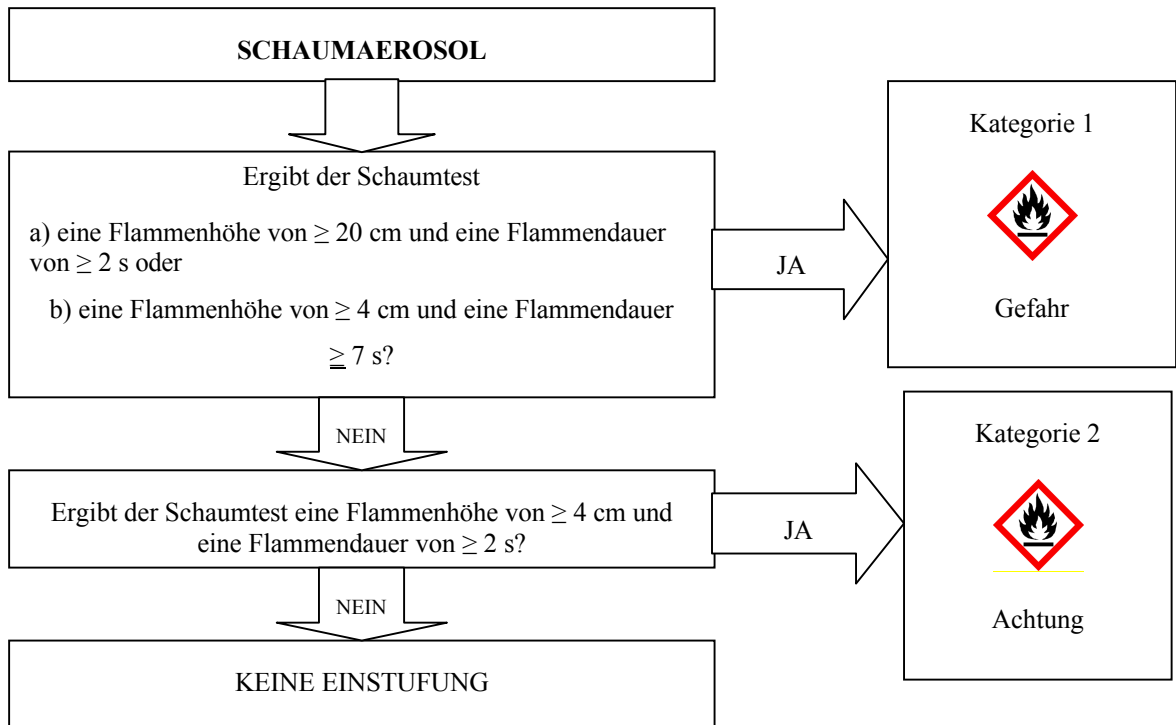 SCHAUMAEROSOL
Ergibt der Schaumtest
a) eine Flammenhöhe von ≥ 20 cm und eine Flammendauer
von ≥ 2 s oder
b) eine Flammenhöhe von ≥ 4 cm und eine Flammendauer
≥ 7 s?
JA
Kategorie 1
Gefahr
NEIN
Ergibt der Schaumtest eine Flammenhöhe von ≥ 4 cm und
eine Flammendauer von ≥ 2 s?
JA
Kategorie 2
Achtung
NEIN
KEINE EINSTUFUNG